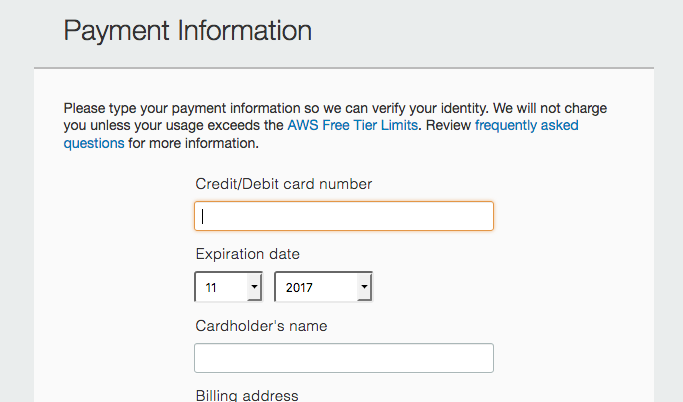 Payment Information
Please type your payment information so we can verify your identity. We will not charge
you unless your usage exceeds the AWS Free Tier Limits. Review frequently asked
questions for more information.
Credit/Debit card number
Expiration date
11 2017
Cardholder's name
Billing address